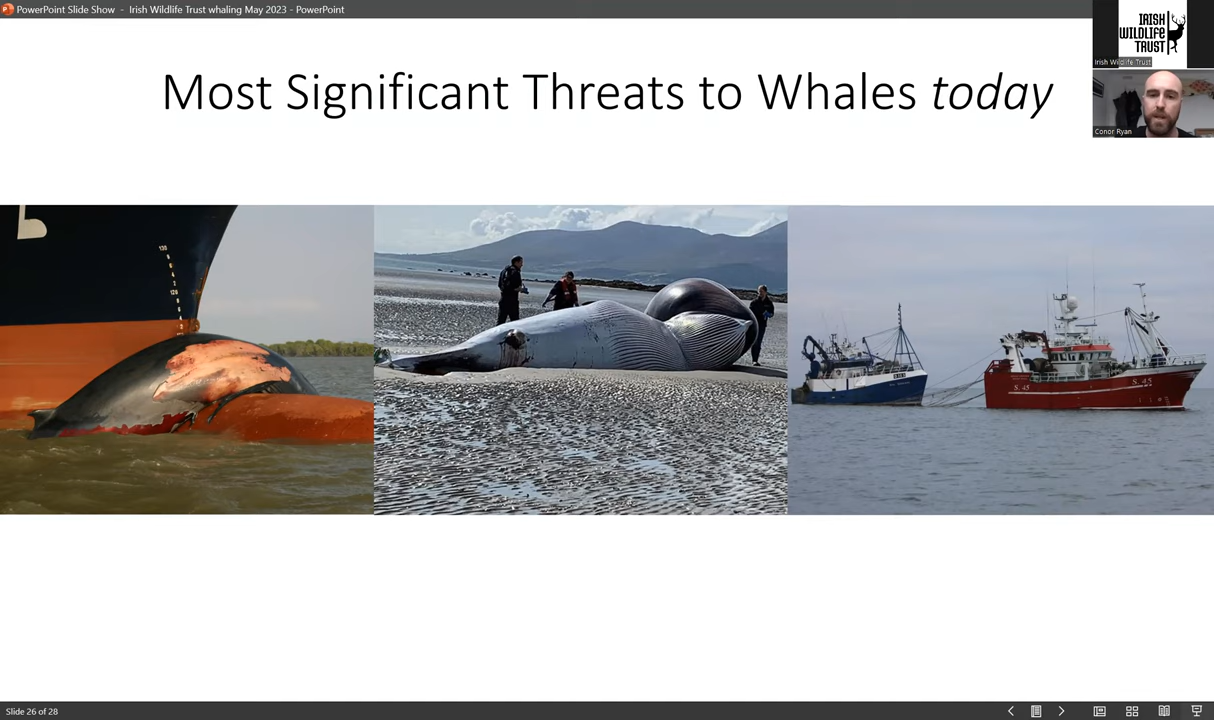 PowerPoint Slide Show - Irish Wildlife Trust whaling May 2023 - PowerPoint
IRISH
WILDLIFE
TRUST
Irish Wildlife Trust
Most Significant Threats to Whales today
Conor Ryan
S. 45
S. 45
Slide 26 of 28